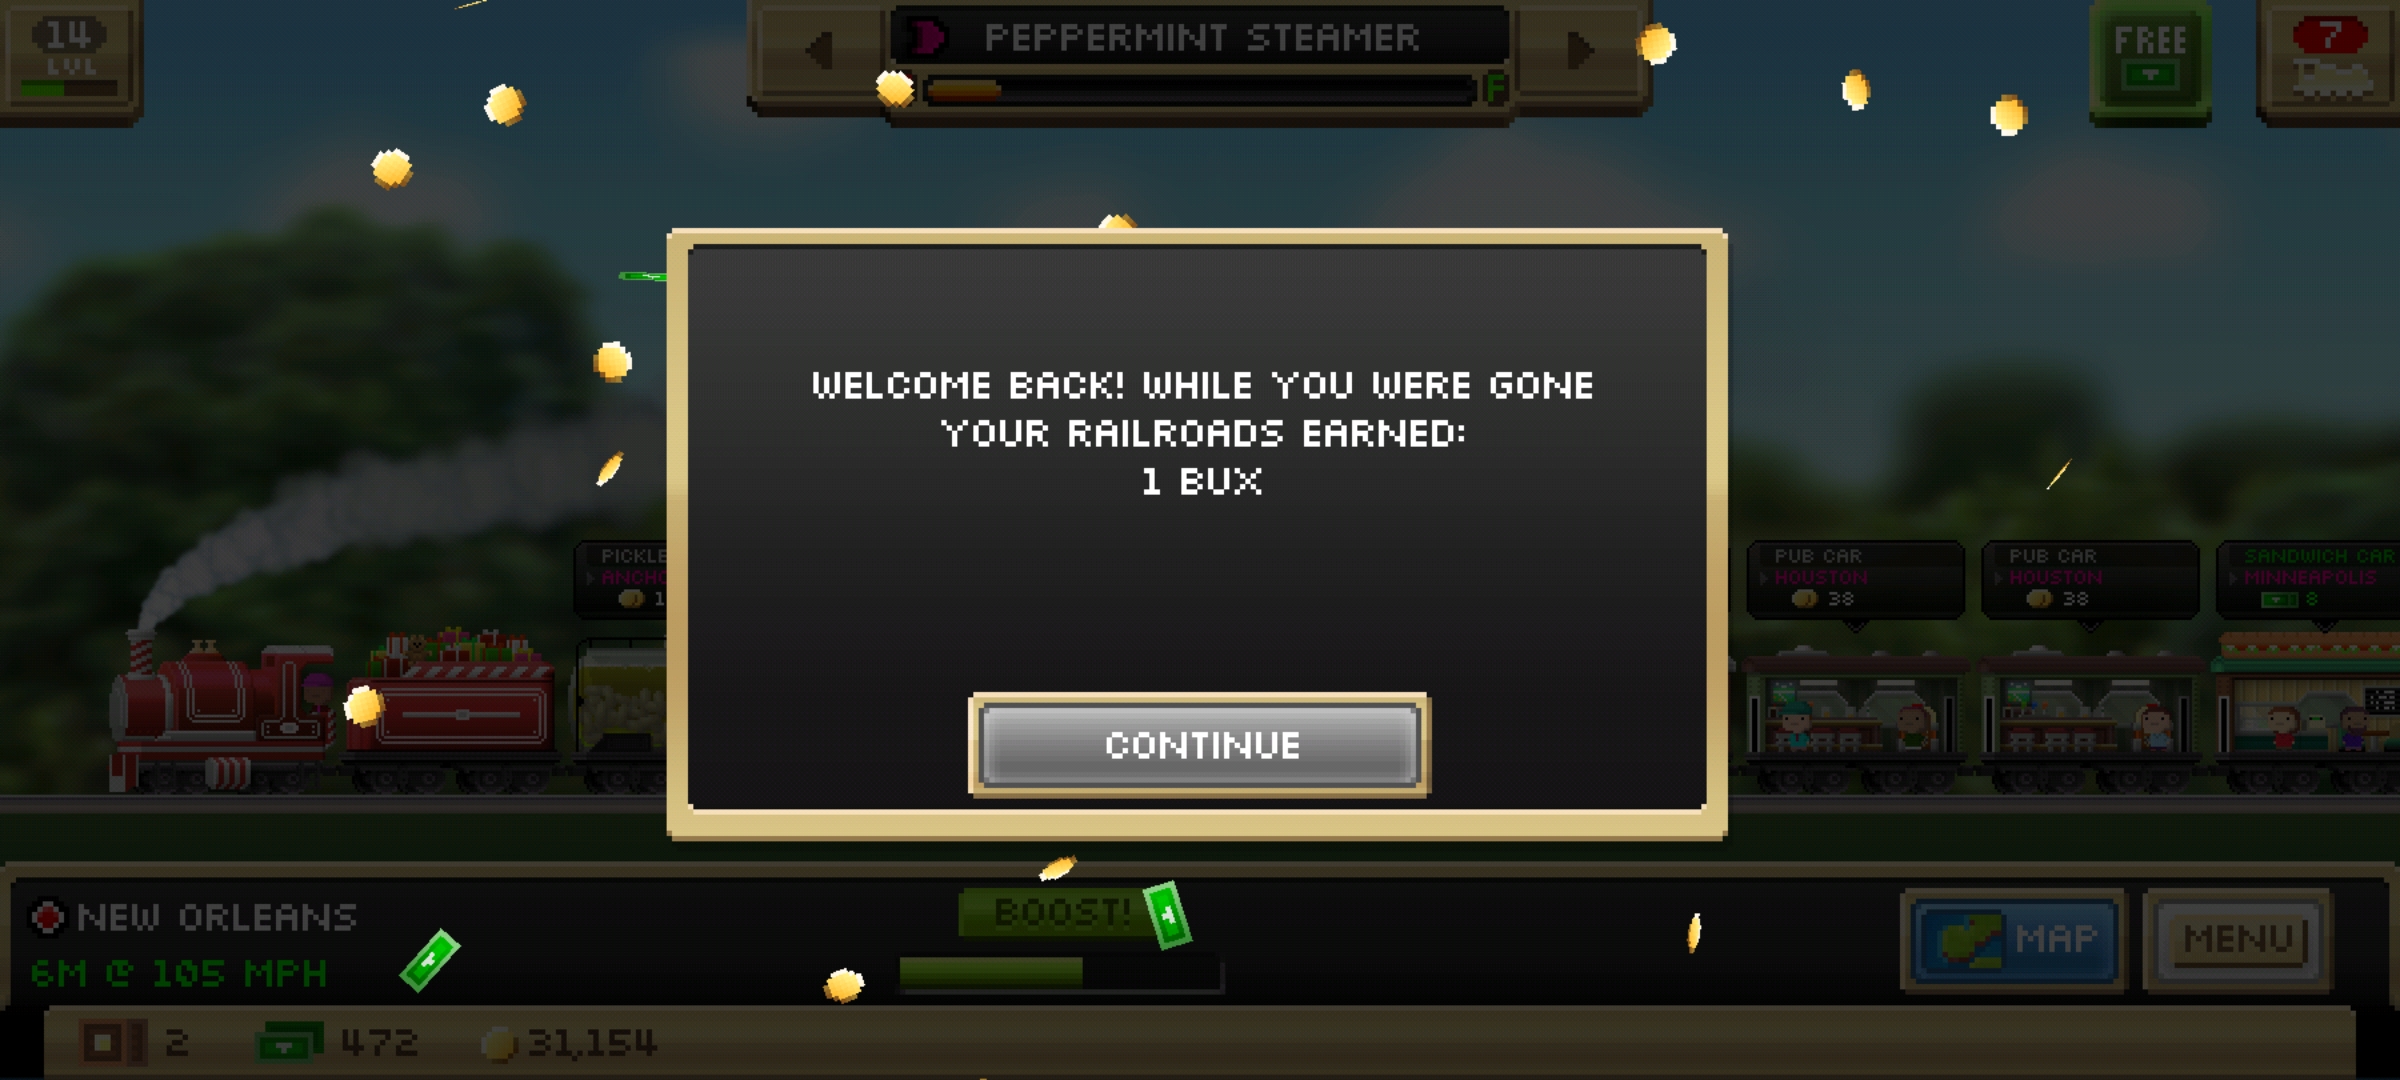 14
LVL
PEPPERMINT STEAMER
F
FREE
7
WELCOME BACK! WHILE YOU WERE GONE
YOUR RAILROADS EARNED:
1 BUX
CONTINUE
PUB CAR
HOUSTON
38
PUB CAR
HOUSTON
38
SANDWICH CAR
MINNEAPOLIS
8
NEW ORLEANS
6M @ 105 MPH
BOOST!
MAP
MENU
2
472
31,154